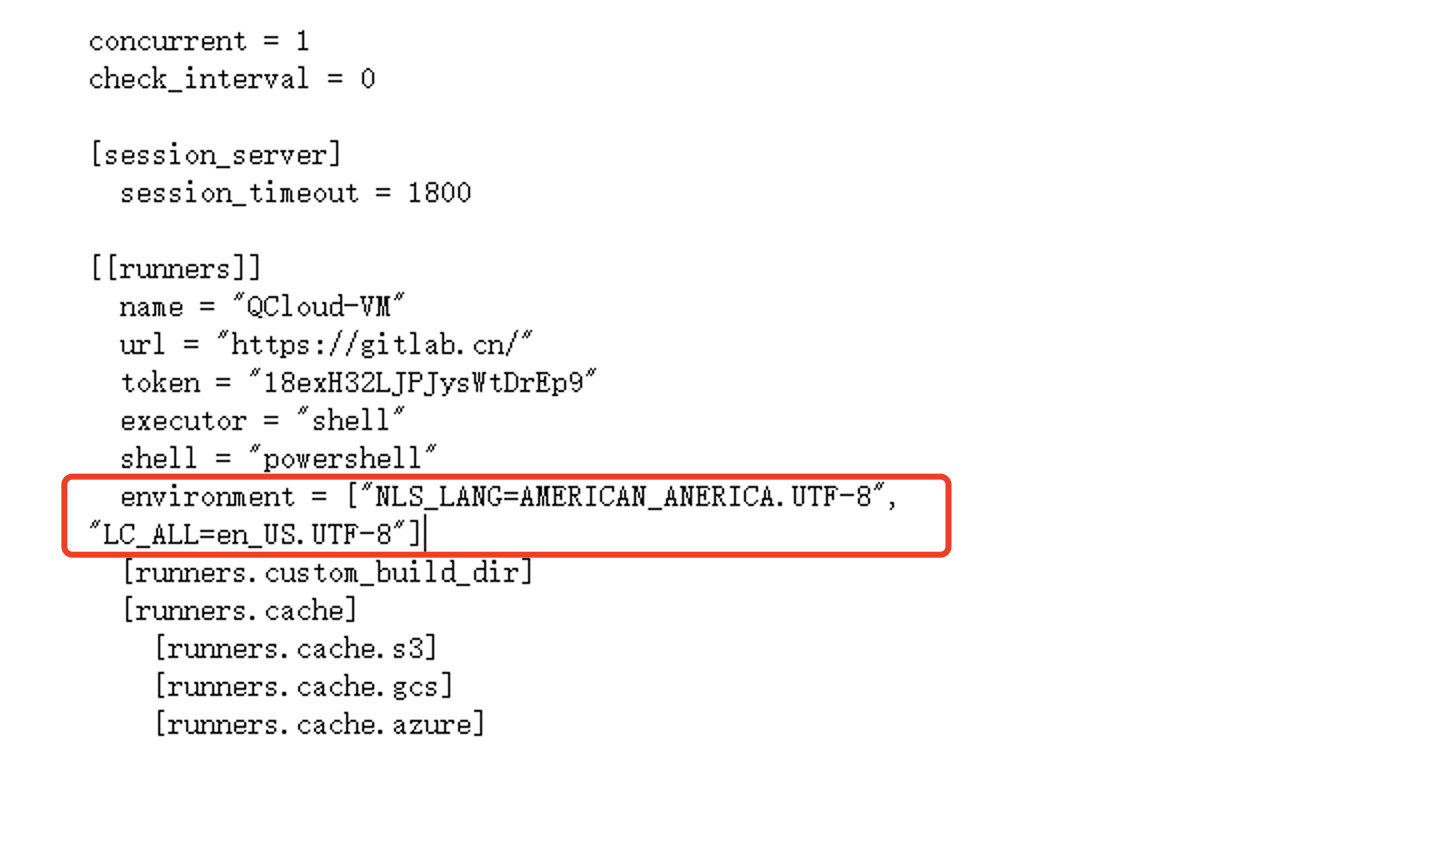 concurrent = 1
check_interval = 0
[session_server]
session_timeout = 1800
[[runners]]
name = "QCloud-VM"
url = "https://gitlab.cn/"
token = "18exH32LJPJysWtDrEp9"
executor = "shell"
shell = "powershell"
environment = ["NLS_LANG=AMERICAN_ANERICA.UTF-8",
"LC_ALL=en_US.UTF-8"]
[runners.custom_build_dir]
[runners.cache]
[runners.cache.s3]
[runners.cache.gcs]
[runners.cache.azure]